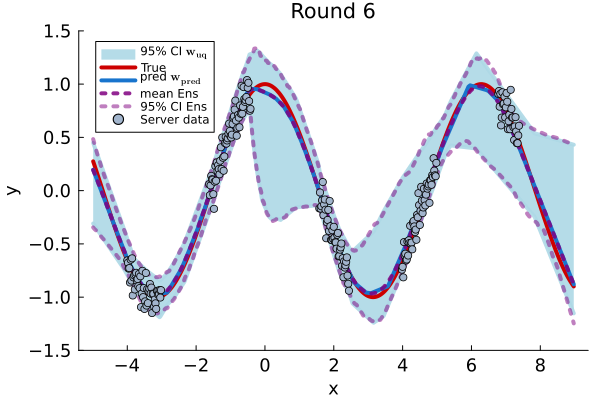 Round 6
1.5
1.0
0.5
0.0
−0.5
−1.0
−1.5
y
95% CI w_uq
True
pred w_pred
mean Ens
95% CI Ens
Server data
−4 −2 0 2 4 6 8
x